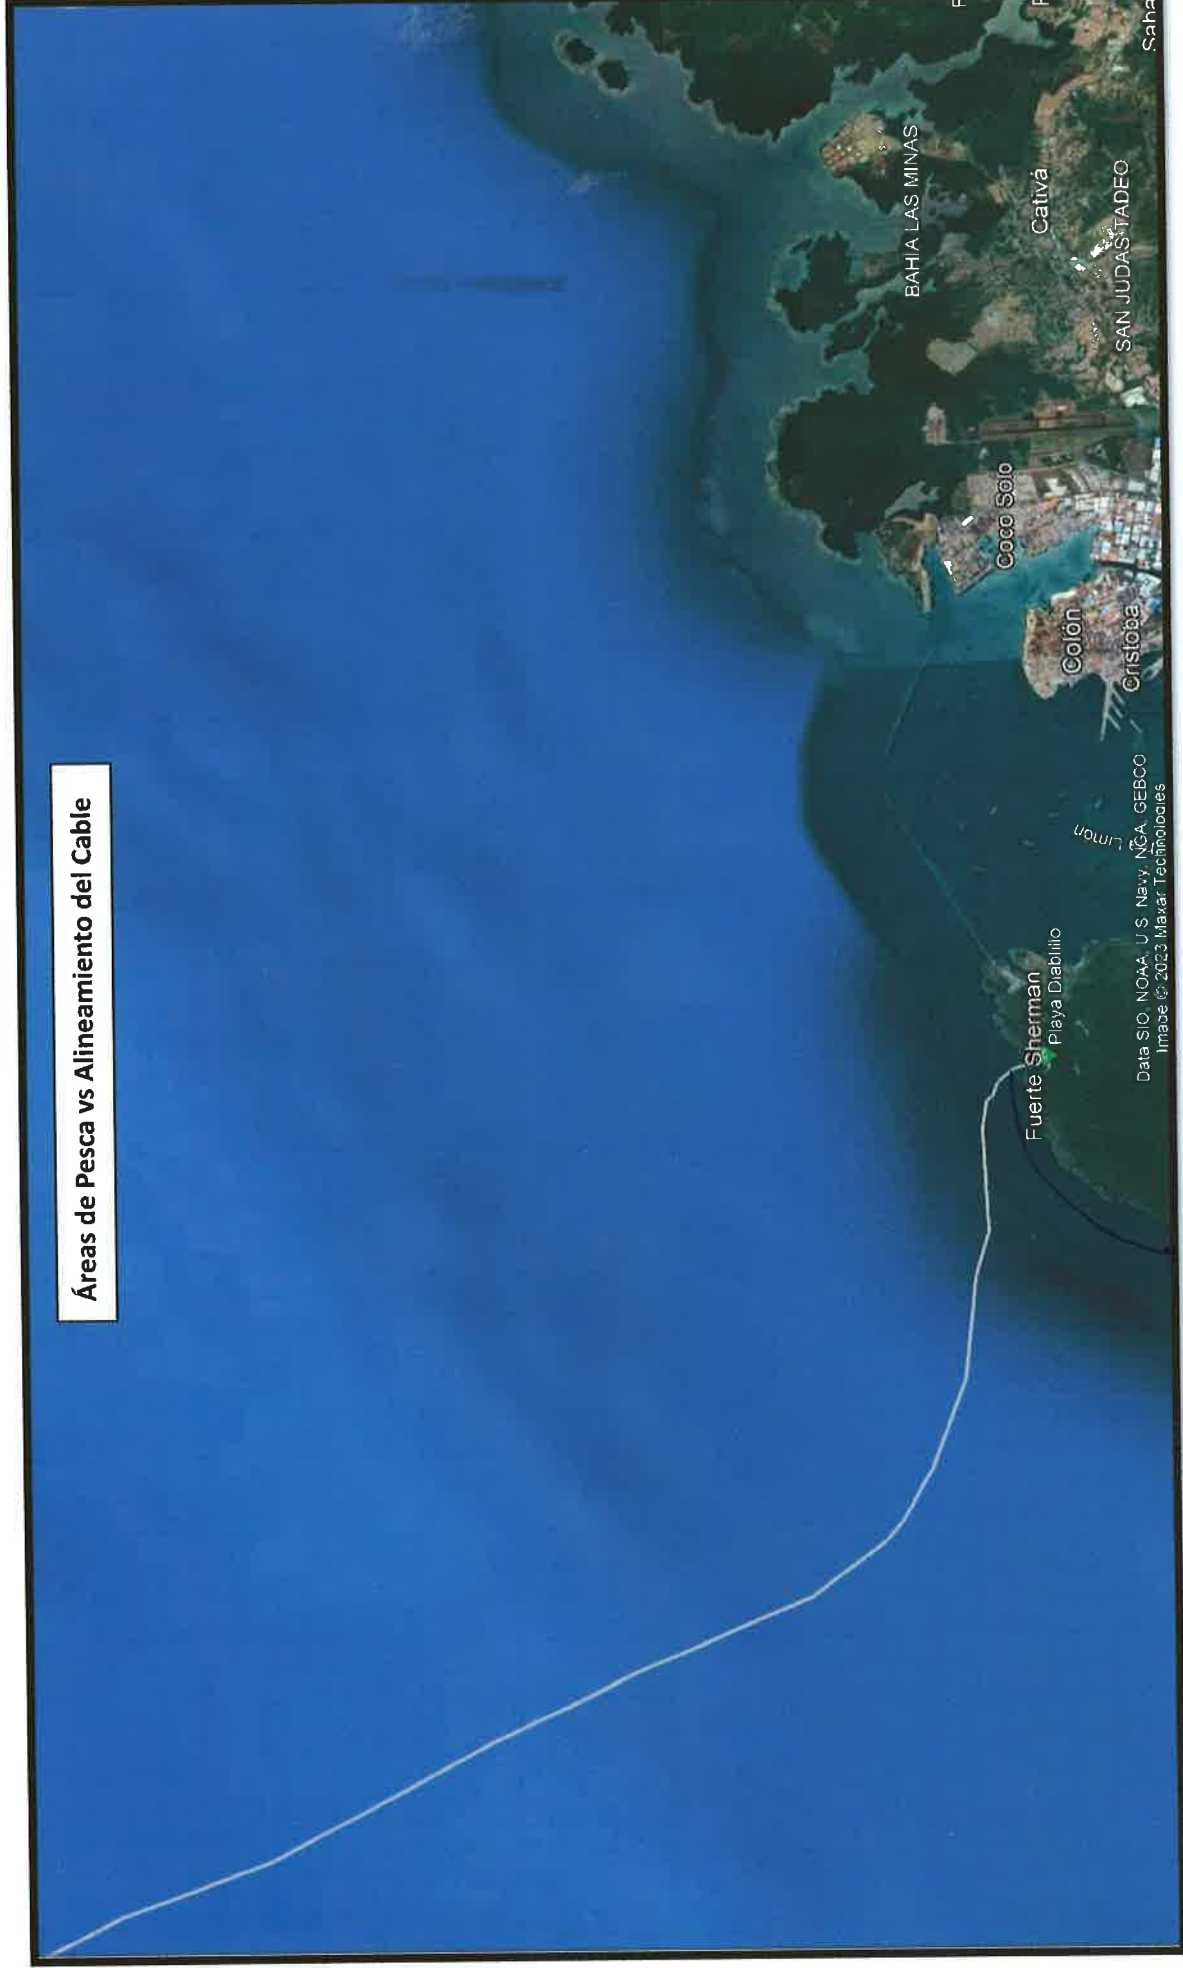 Áreas de Pesca vs Alineamiento del Cable
BAHIA LAS MINAS
Coco Solo
Fuerte Sherman
Cativá
Playa Diablillo
Colón
Limón
SAN JUDAS TADEO
Cristoba
Data SIO, NOAA, U.S. Navy, NGA, GEBCO
Image © 2023 Maxar Technologies